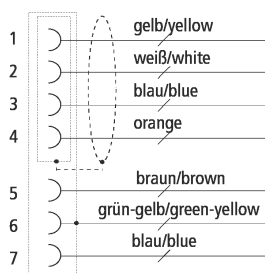 1 gelb/yellow
2 weiß/white
3 blau/blue
4 orange
5 braun/brown
6 grün-gelb/green-yellow
7 blau/blue